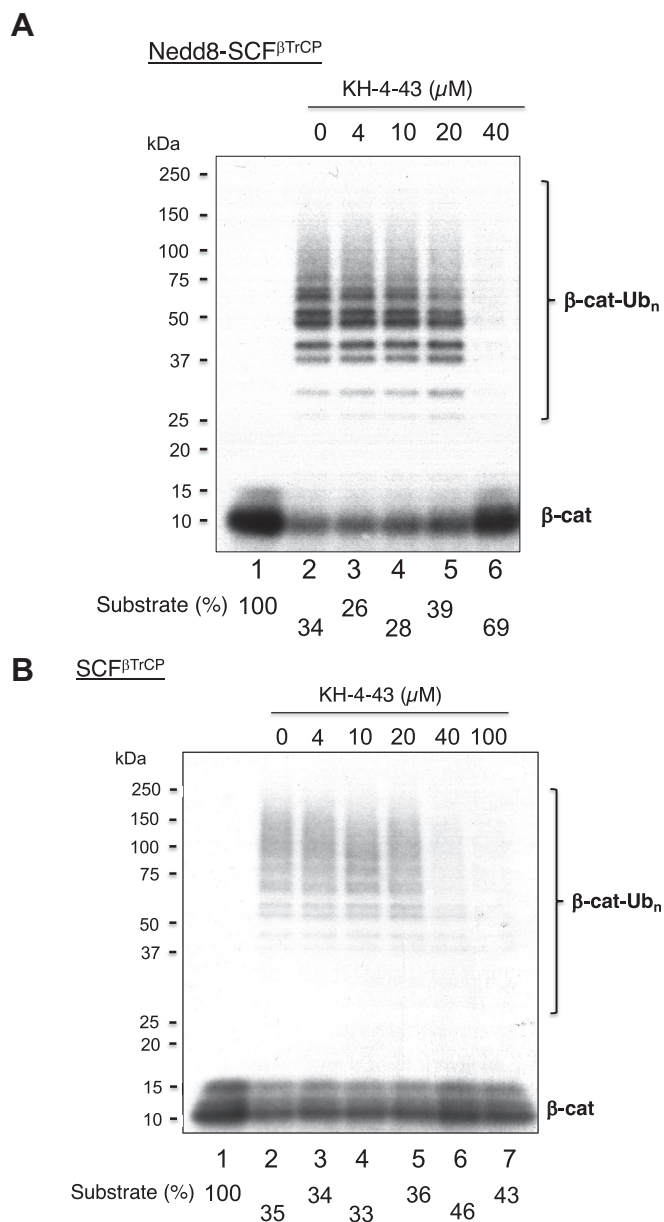 A
Nedd8-SCFβTrCP
KH-4-43 (µM)
0 4 10 20 40
kDa
250
150
100
75
50
37
25
20
15
10
β-cat-Ubn
β-cat
1 2 3 4 5 6
Substrate (%) 100 34 26 28 39 69
B
SCFβTrCP
KH-4-43 (µM)
0 4 10 20 40 100
kDa
250
150
100
75
50
37
25
20
15
10
β-cat-Ubn
β-cat
1 2 3 4 5 6 7
Substrate (%) 100 35 34 33 36 46 43